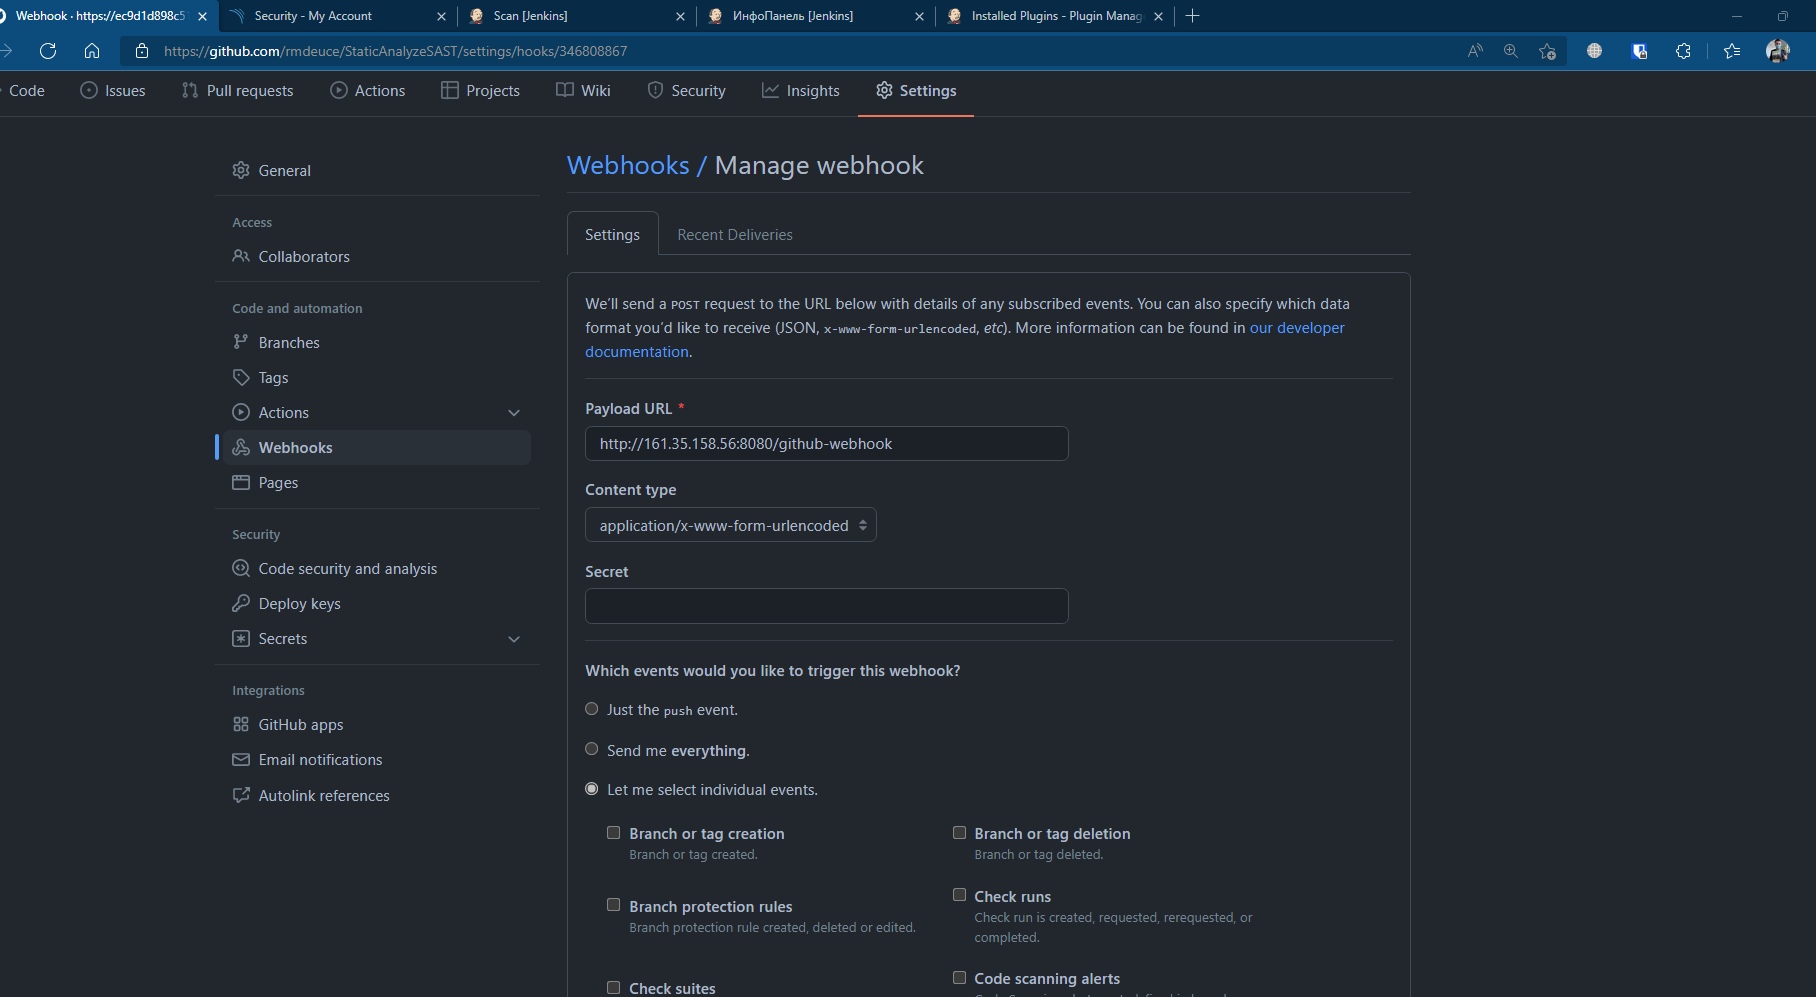 Webhook · https://ec9d1d898c5
Security - My Account
Scan [Jenkins]
ИнфоПанель [Jenkins]
Installed Plugins - Plugin Manag
https://github.com/rmdeuce/StaticAnalyzeSAST/settings/hooks/346808867
Code
Issues
Pull requests
Actions
Projects
Wiki
Security
Insights
Settings
General
Access
Collaborators
Code and automation
Branches
Tags
Actions
Webhooks
Pages
Security
Code security and analysis
Deploy keys
Secrets
Integrations
GitHub apps
Email notifications
Autolink references
Webhooks / Manage webhook
Settings
Recent Deliveries
We'll send a POST request to the URL below with details of any subscribed events. You can also specify which data
format you'd like to receive (JSON, x-www-form-urlencoded, etc). More information can be found in our developer
documentation.
Payload URL *
http://161.35.158.56:8080/github-webhook
Content type
application/x-www-form-urlencoded
Secret
Which events would you like to trigger this webhook?
Just the push event.
Send me everything.
Let me select individual events.
Branch or tag creation
Branch or tag created.
Branch or tag deletion
Branch or tag deleted.
Branch protection rules
Branch protection rule created, deleted or edited.
Check runs
Check run is created, requested, rerequested, or
completed.
Check suites
Code scanning alerts